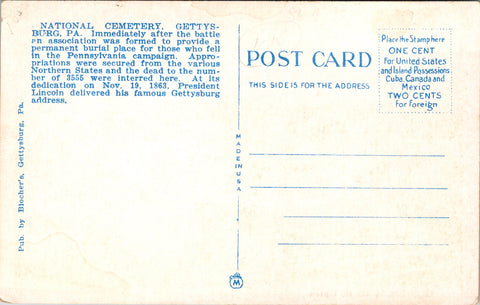 NATIONAL CEMETERY, GETTYS-
BURG, PA. Immediately after the battle
an association was formed to provide a
permanent burial place for those who fell
in the Pennsylvania campaign. Appro-
priations were secured from the various
Northern States and the dead to the num-
ber of 3555 were interred here. At its
dedication on Nov. 19, 1863, President
Lincoln delivered his famous Gettysburg
address.
Pub. by Blocher's, Gettysburg, Pa.
POST CARD
THIS SIDE IS FOR THE ADDRESS
Place the Stamp here
ONE CENT
for United States
and Island Possessions
Cuba, Canada and
Mexico
TWO CENTS
for foreign
MADE IN USA
M